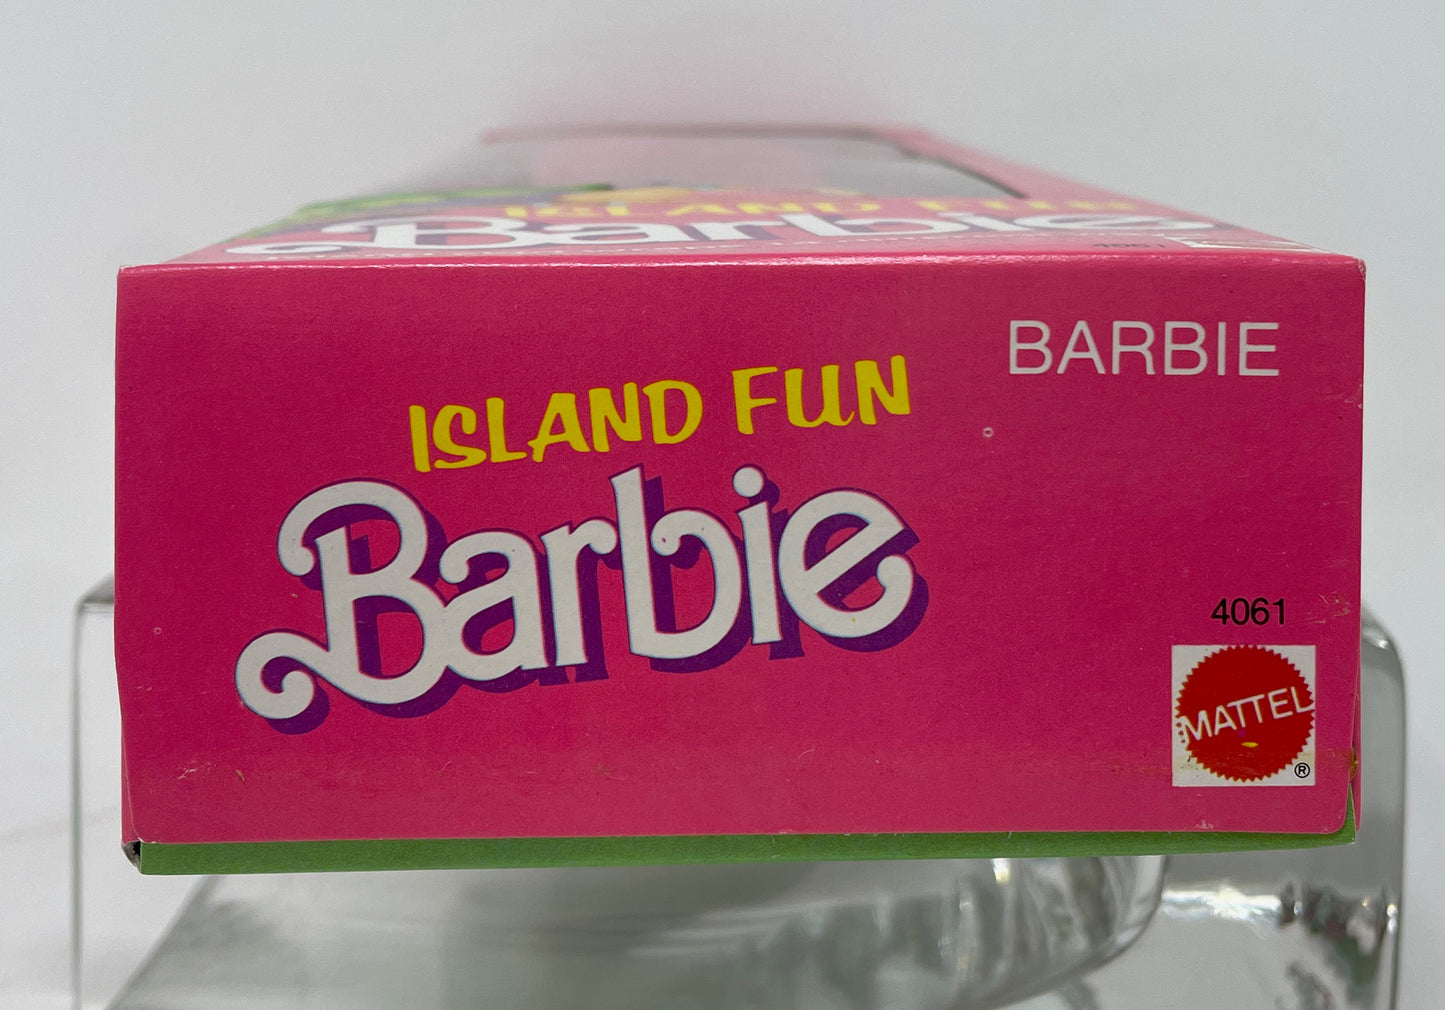 ISLAND FUN
Barbie
4061
BARBIE
ISLAND FUN
Barbie
4061
MATTEL
®